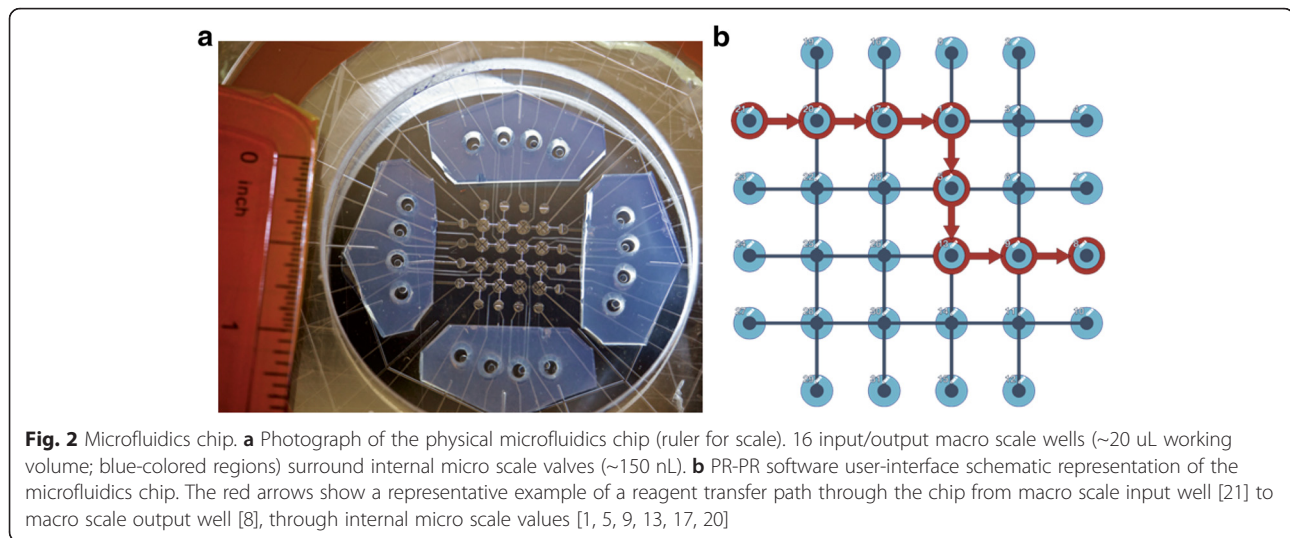 a
b
0
inch
1
21
Fig. 2 Microfluidics chip. a Photograph of the physical microfluidics chip (ruler for scale). 16 input/output macro scale wells (~20 uL working
volume; blue-colored regions) surround internal micro scale valves (~150 nL). b PR-PR software user-interface schematic representation of the
microfluidics chip. The red arrows show a representative example of a reagent transfer path through the chip from macro scale input well [21] to
macro scale output well [8], through internal micro scale values [1, 5, 9, 13, 17, 20]